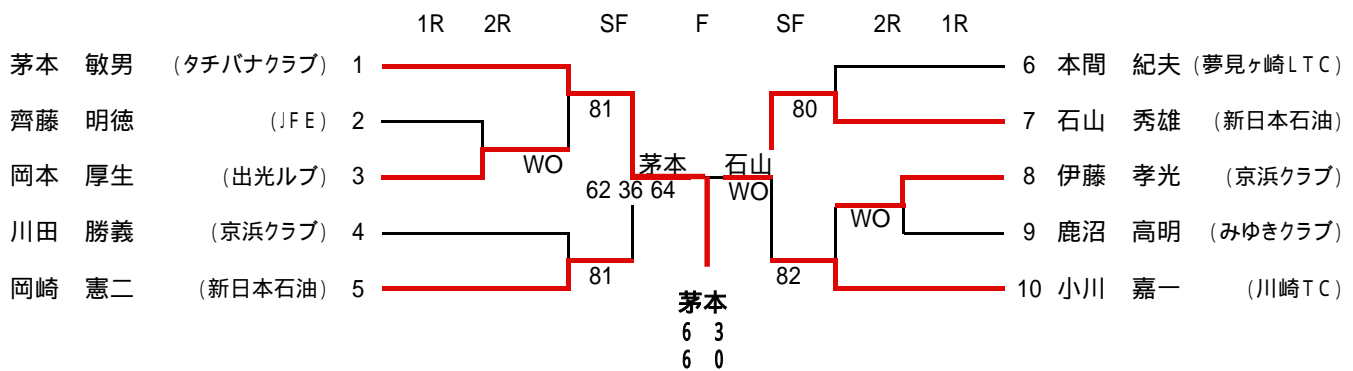 1R 2R SF F SF 2R 1R
茅本 敏男 (タチバナクラブ) 1 6 本間 紀夫 (夢見ヶ崎LTC)
81 80
齊藤 明徳 (JFE) 2 7 石山 秀雄 (新日本石油)
WO 茅本 石山
岡本 厚生 (出光ルブ) 3 8 伊藤 孝光 (京浜クラブ)
62 36 64 WO
WO
川田 勝義 (京浜クラブ) 4 9 鹿沼 高明 (みゆきクラブ)
81 82
岡崎 憲二 (新日本石油) 5 10 小川 嘉一 (川崎TC)
茅本
6 3
6 0